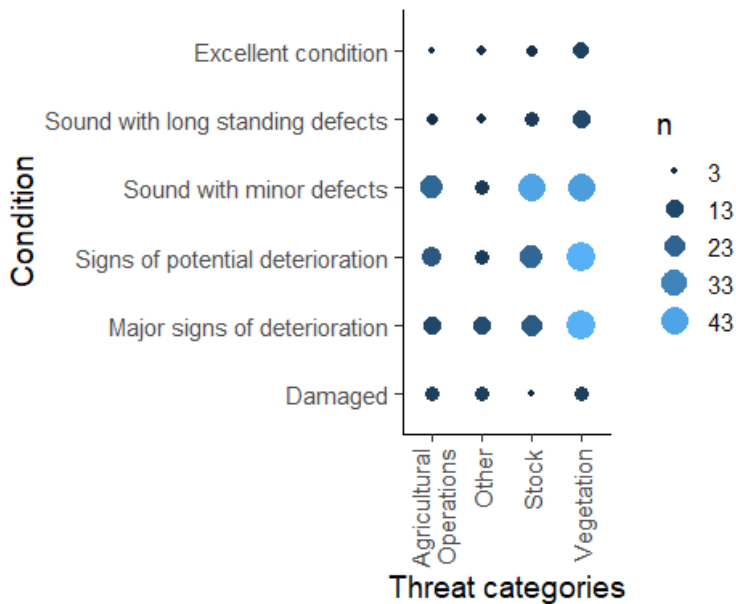 Condition
Excellent condition
Sound with long standing defects
Sound with minor defects
Signs of potential deterioration
Major signs of deterioration
Damaged
Agricultural
Operations
Other
Stock
Vegetation
Threat categories
n
3
13
23
33
43